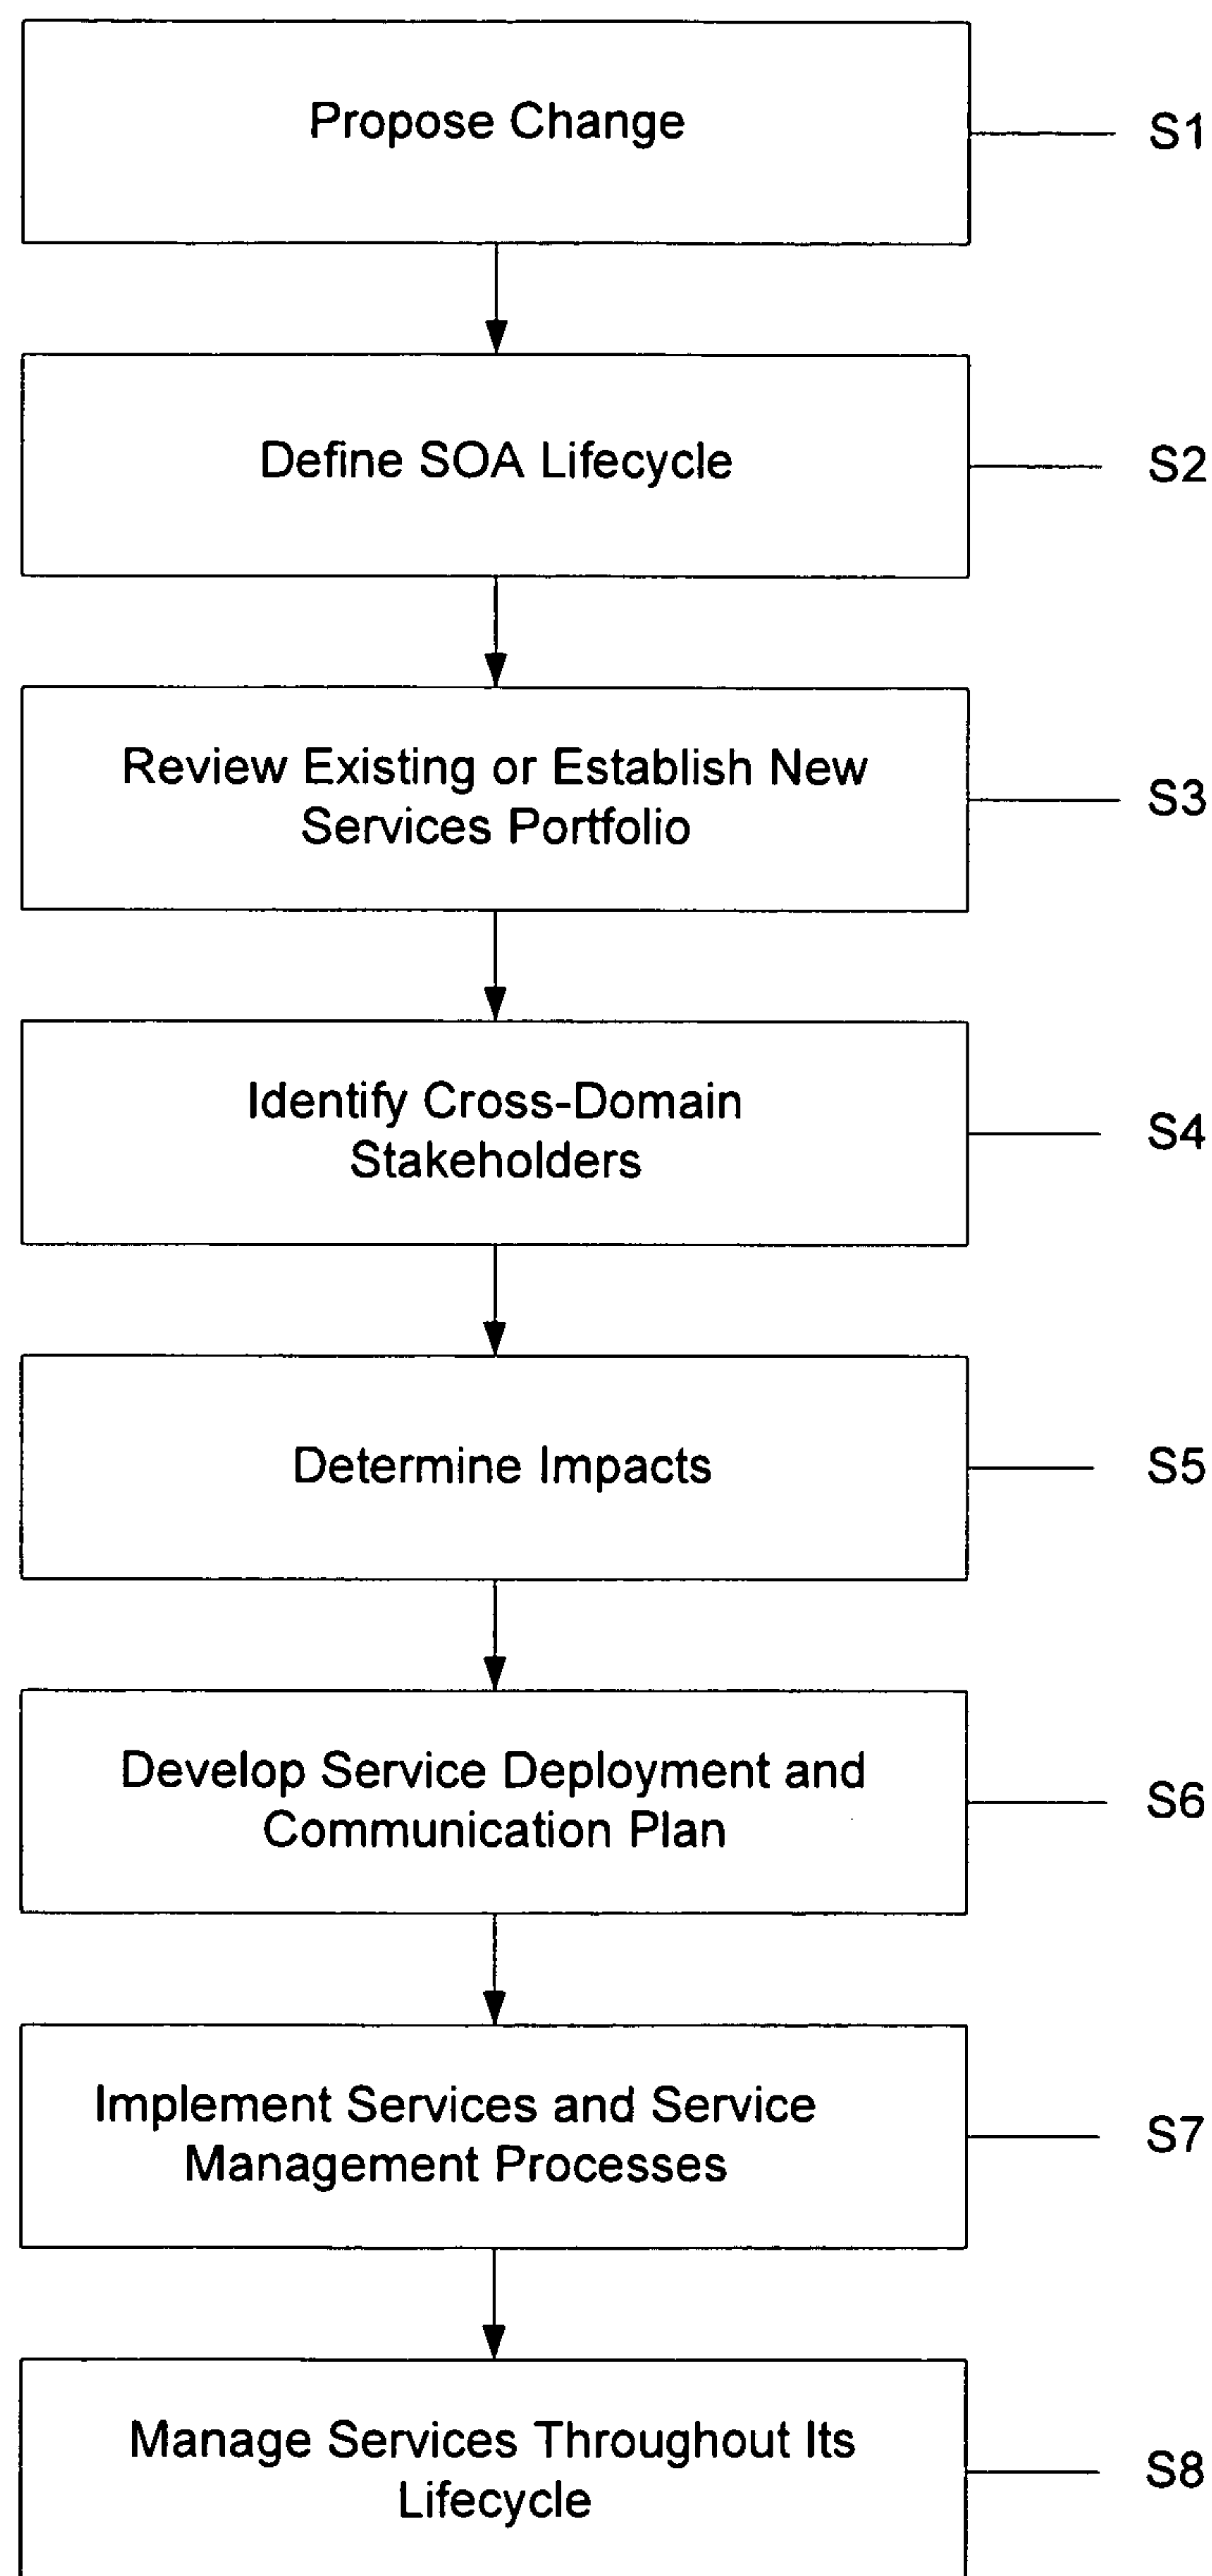 Propose Change
S1
Define SOA Lifecycle
S2
Review Existing or Establish New
Services Portfolio
S3
Identify Cross-Domain
Stakeholders
S4
Determine Impacts
S5
Develop Service Deployment and
Communication Plan
S6
Implement Services and Service
Management Processes
S7
Manage Services Throughout Its
Lifecycle
S8